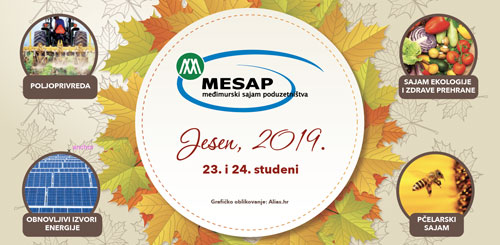 POLJOPRIVREDA
MESAP
međimurski sajam poduzetništva
SAJAM EKOLOGIJE
I ZDRAVE PREHRANE
Jesen, 2019.
23. i 24. studeni
OBNOVLJIVI IZVORI
ENERGIJE
Grafičko oblikovanje: Alias.hr
PČELARSKI
SAJAM